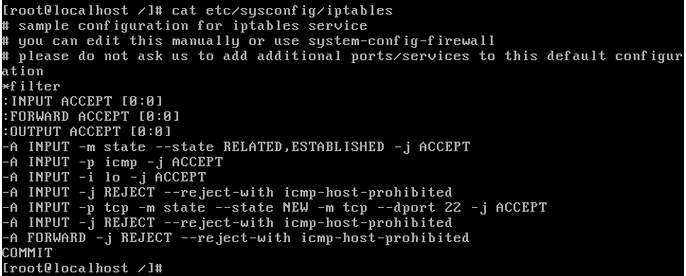 [root@localhost /]# cat etc/sysconfig/iptables
# sample configuration for iptables service
# you can edit this manually or use system-config-firewall
# please do not ask us to add additional ports/services to this default configur
ation
*filter
:INPUT ACCEPT [0:0]
:FORWARD ACCEPT [0:0]
:OUTPUT ACCEPT [0:0]
-A INPUT -m state --state RELATED,ESTABLISHED -j ACCEPT
-A INPUT -p icmp -j ACCEPT
-A INPUT -i lo -j ACCEPT
-A INPUT -j REJECT --reject-with icmp-host-prohibited
-A INPUT -p tcp -m state --state NEW -m tcp --dport 22 -j ACCEPT
-A INPUT -j REJECT --reject-with icmp-host-prohibited
-A FORWARD -j REJECT --reject-with icmp-host-prohibited
COMMIT
[root@localhost /]#